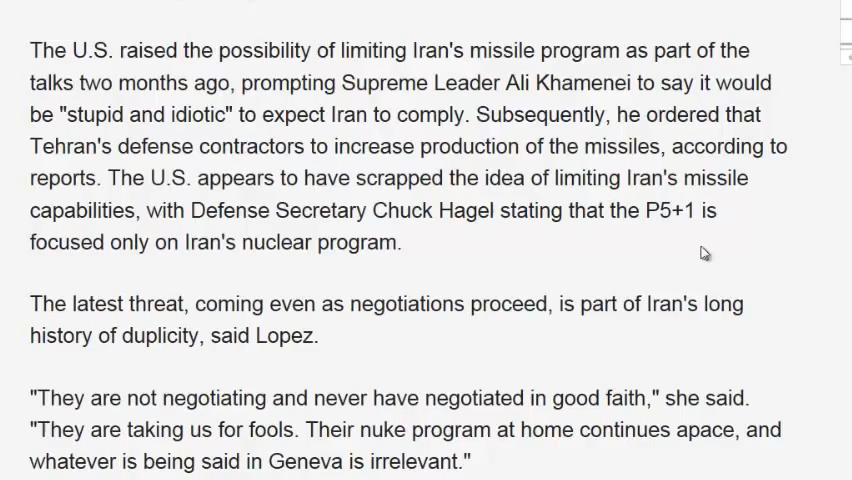 The U.S. raised the possibility of limiting Iran's missile program as part of the
talks two months ago, prompting Supreme Leader Ali Khamenei to say it would
be "stupid and idiotic" to expect Iran to comply. Subsequently, he ordered that
Tehran's defense contractors to increase production of the missiles, according to
reports. The U.S. appears to have scrapped the idea of limiting Iran's missile
capabilities, with Defense Secretary Chuck Hagel stating that the P5+1 is
focused only on Iran's nuclear program.
The latest threat, coming even as negotiations proceed, is part of Iran's long
history of duplicity, said Lopez.
"They are not negotiating and never have negotiated in good faith," she said.
"They are taking us for fools. Their nuke program at home continues apace, and
whatever is being said in Geneva is irrelevant."